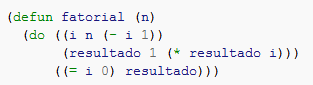 (defun fatorial (n)
  (do ((i n (- i 1))
       (resultado 1 (* resultado i)))
      ((= i 0) resultado)))